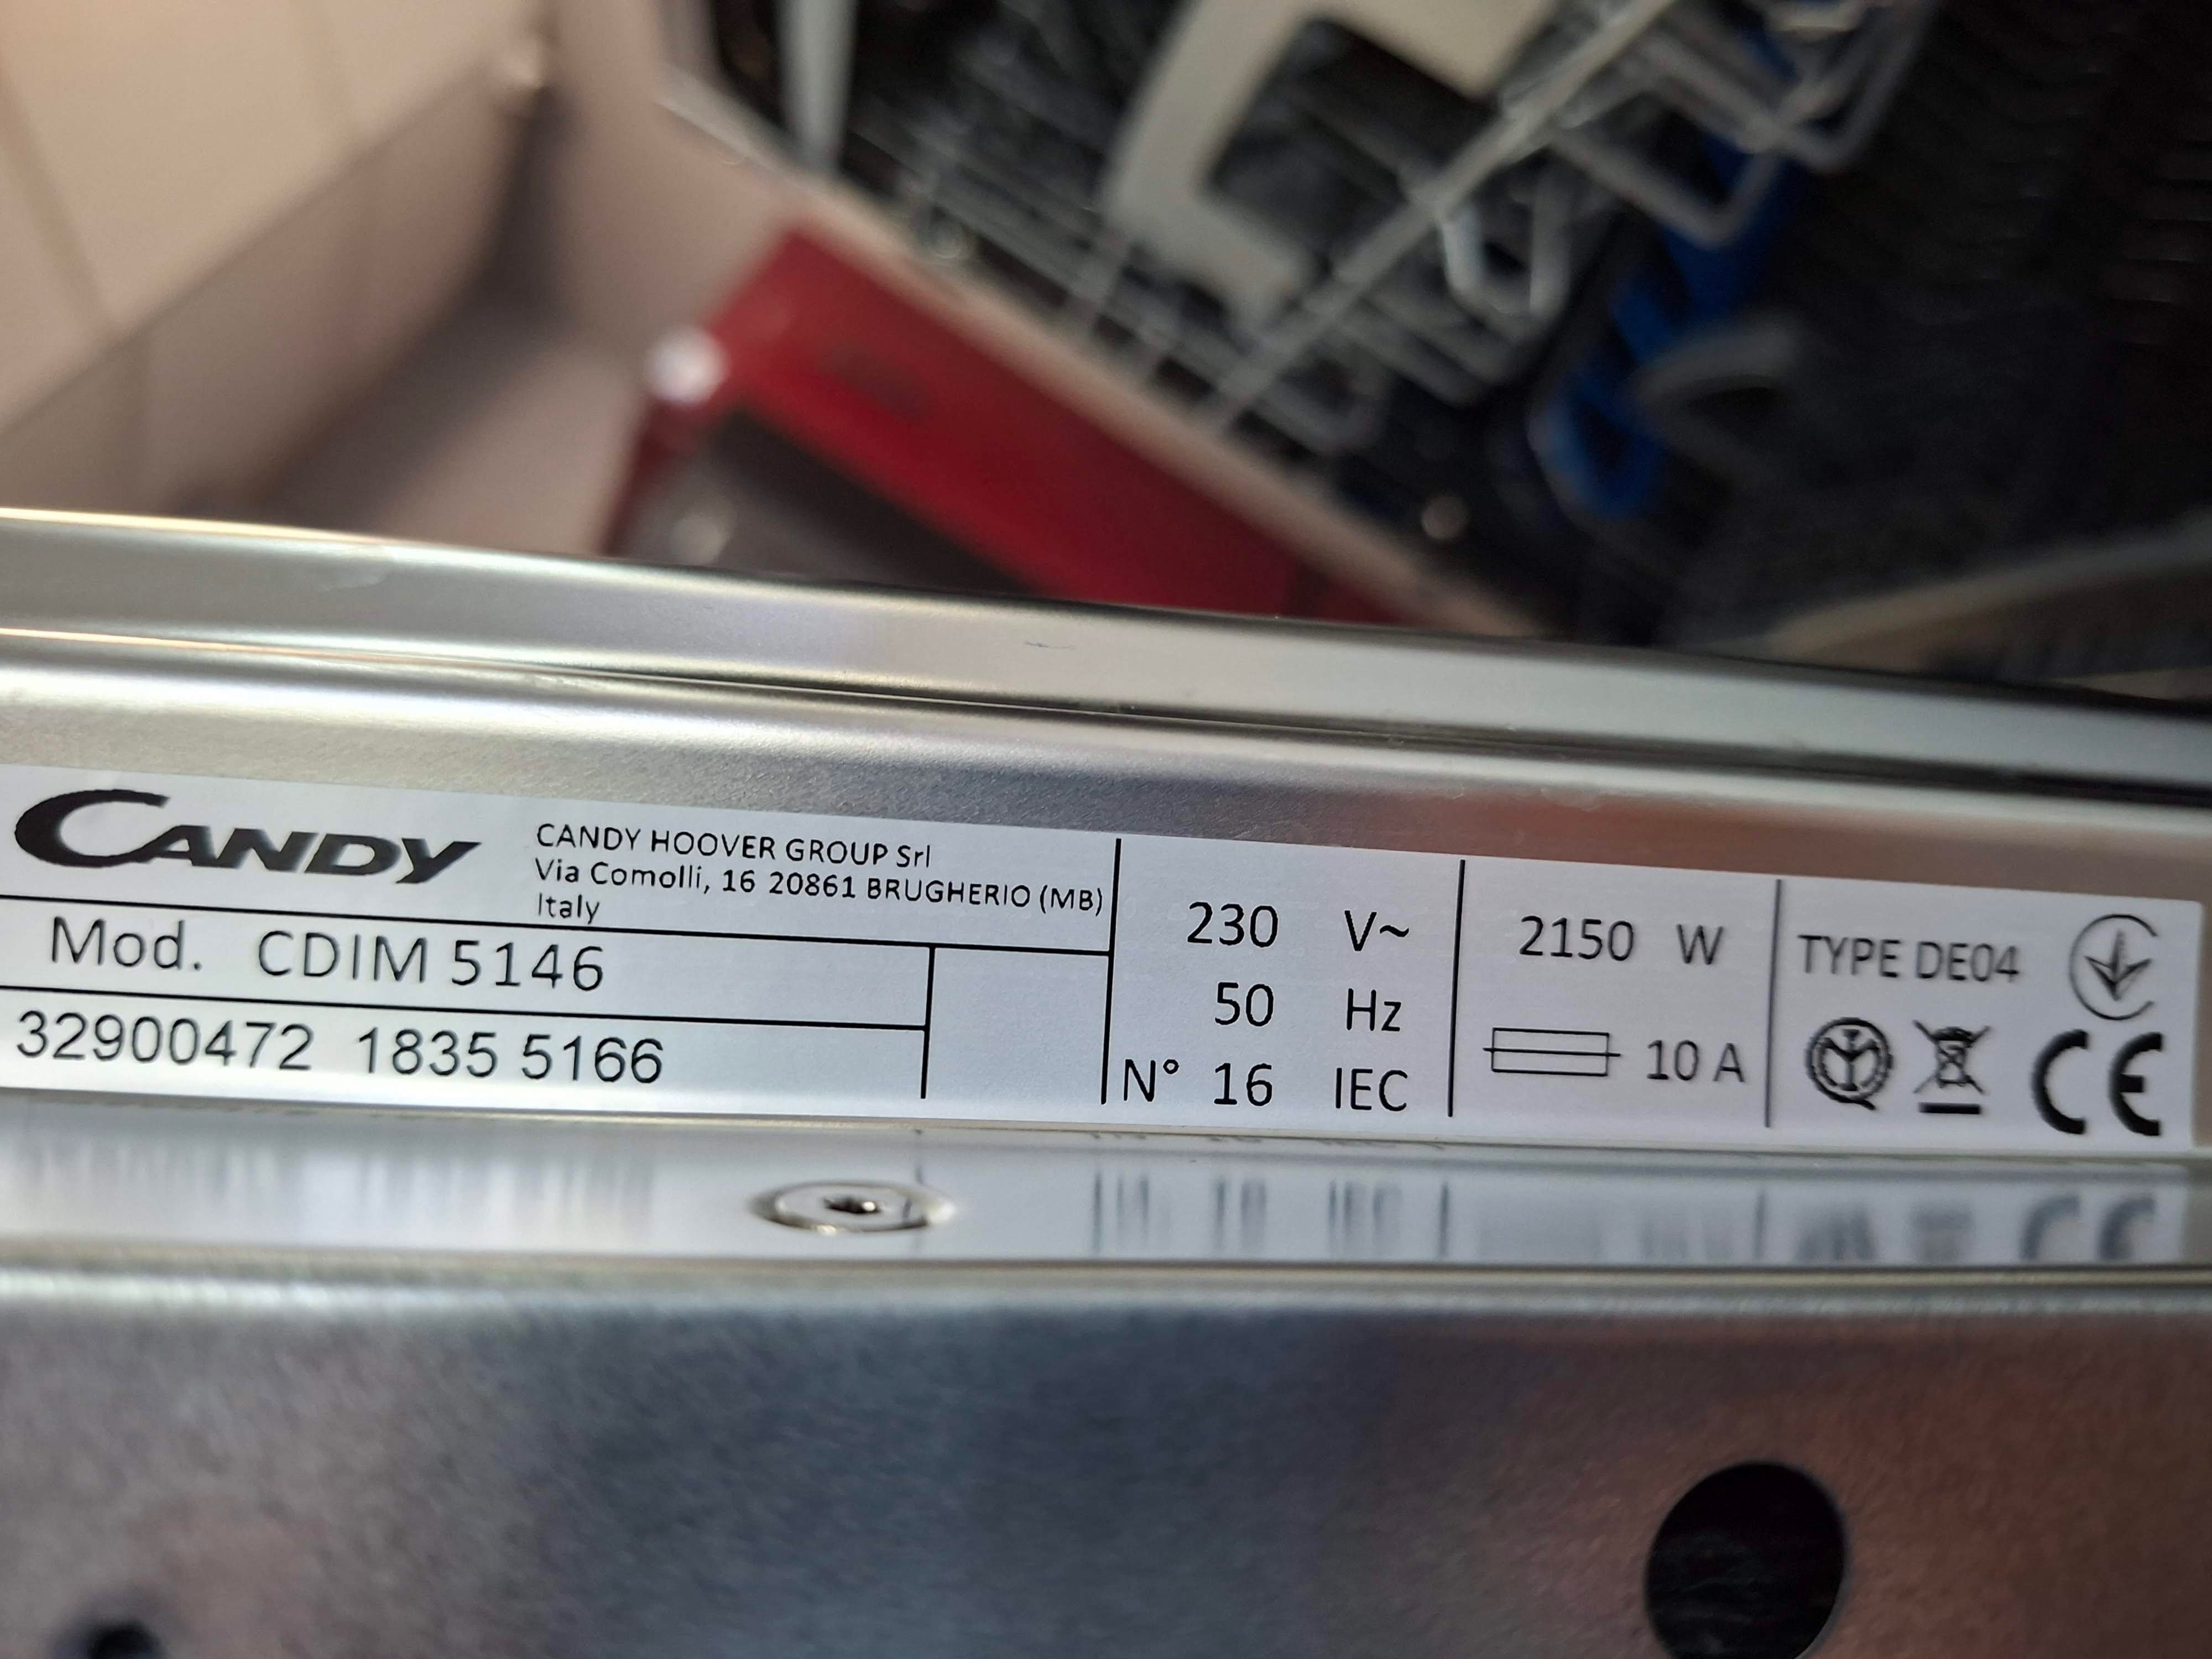 CANDY
CANDY HOOVER GROUP Srl
Via Comolli, 16 20861 BRUGHERIO (MB)
Italy
Mod. CDIM 5146
32900472 1835 5166
230 V~
50 Hz
N° 16 IEC
2150 W
10 A
TYPE DE04
CE